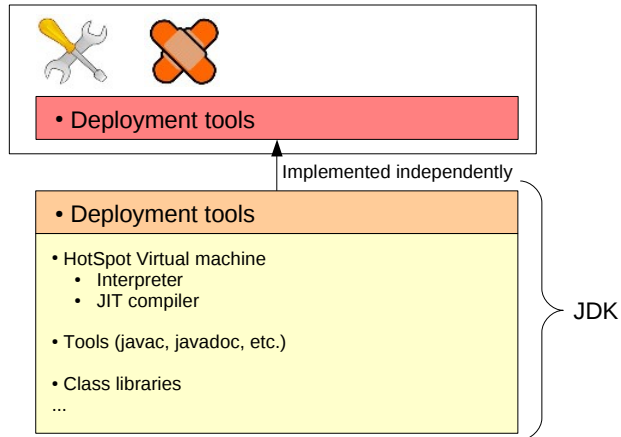 • Deployment tools
Implemented independently
• Deployment tools
• HotSpot Virtual machine
• Interpreter
• JIT compiler
• Tools (javac, javadoc, etc.)
• Class libraries
...
JDK